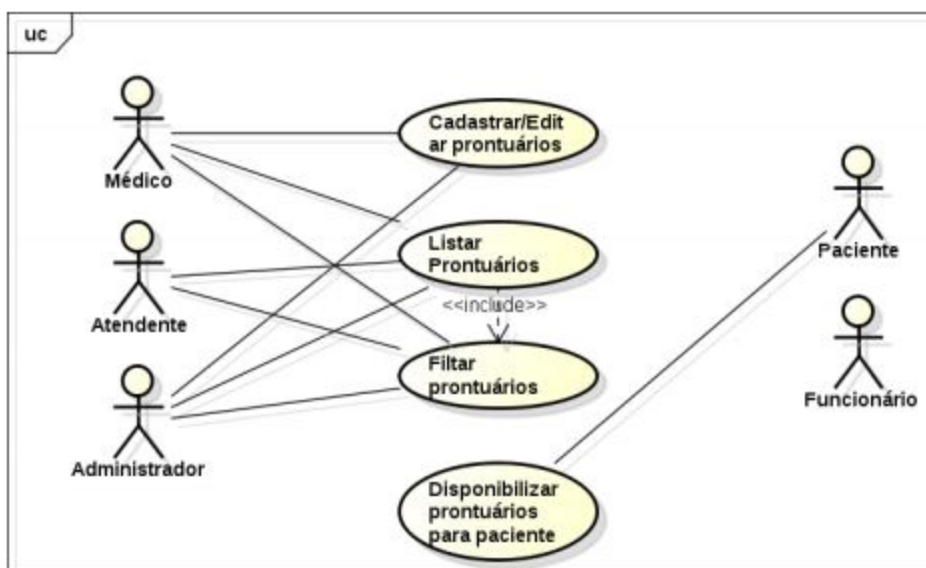 uc
Médico
Cadastrar/Edit
ar prontuários
Paciente
Atendente
Listar
Prontuários
<<include>>
Funcionário
Administrador
Filtar
prontuários
Disponibilizar
prontuários
para paciente